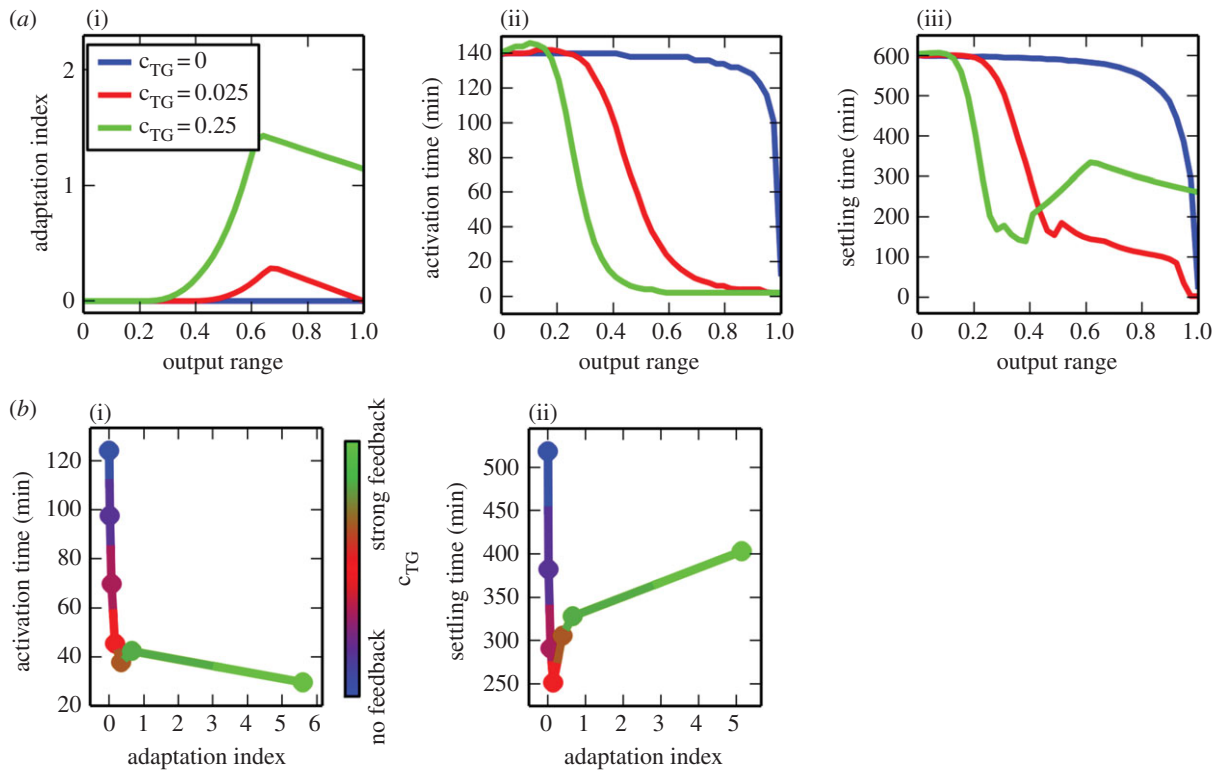 (a) (i) (ii) (iii)
2
1
0
adaptation index
c_TG = 0
c_TG = 0.025
c_TG = 0.25
0 0.2 0.4 0.6 0.8 1.0
output range
140
120
100
80
60
40
20
0
activation time (min)
0 0.2 0.4 0.6 0.8 1.0
output range
600
500
400
300
200
100
0
settling time (min)
0 0.2 0.4 0.6 0.8 1.0
output range
(b) (i) (ii)
120
100
80
60
40
20
activation time (min)
0 1 2 3 4 5 6
adaptation index
no feedback strong feedback
c_TG
500
450
400
350
300
250
settling time (min)
0 1 2 3 4 5
adaptation index